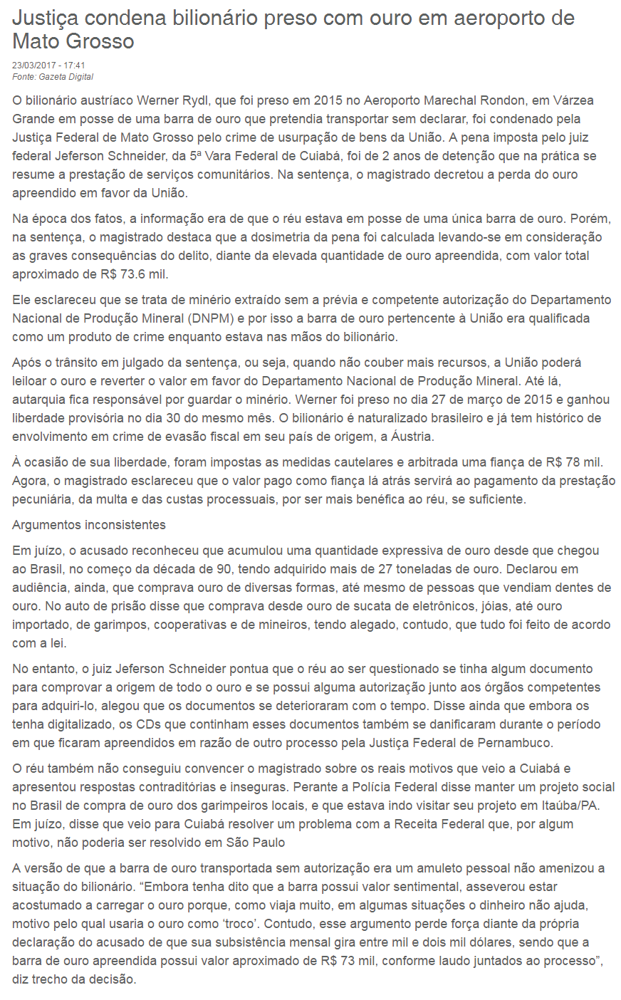 Justiça condena bilionário preso com ouro em aeroporto de
Mato Grosso
23/03/2017 - 17:41
Fonte: Gazeta Digital
O bilionário austríaco Werner Rydl, que foi preso em 2015 no Aeroporto Marechal Rondon, em Várzea
Grande em posse de uma barra de ouro que pretendia transportar sem declarar, foi condenado pela
Justiça Federal de Mato Grosso pelo crime de usurpação de bens da União. A pena imposta pelo juiz
federal Jeferson Schneider, da 5ª Vara Federal de Cuiabá, foi de 2 anos de detenção que na prática se
resume a prestação de serviços comunitários. Na sentença, o magistrado decretou a perda do ouro
apreendido em favor da União.
Na época dos fatos, a informação era de que o réu estava em posse de uma única barra de ouro. Porém,
na sentença, o magistrado destaca que a dosimetria da pena foi calculada levando-se em consideração
as graves consequências do delito, diante da elevada quantidade de ouro apreendida, com valor total
aproximado de R$ 73.6 mil.
Ele esclareceu que se trata de minério extraído sem a prévia e competente autorização do Departamento
Nacional de Produção Mineral (DNPM) e por isso a barra de ouro pertencente à União era qualificada
como um produto de crime enquanto estava nas mãos do bilionário.
Após o trânsito em julgado da sentença, ou seja, quando não couber mais recursos, a União poderá
leiloar o ouro e reverter o valor em favor do Departamento Nacional de Produção Mineral. Até lá,
autarquia fica responsável por guardar o minério. Werner foi preso no dia 27 de março de 2015 e ganhou
liberdade provisória no dia 30 do mesmo mês. O bilionário é naturalizado brasileiro e já tem histórico de
envolvimento em crime de evasão fiscal em seu país de origem, a Áustria.
À ocasião de sua liberdade, foram impostas as medidas cautelares e arbitrada uma fiança de R$ 78 mil.
Agora, o magistrado esclareceu que o valor pago como fiança lá atrás servirá ao pagamento da prestação
pecuniária, da multa e das custas processuais, por ser mais benéfica ao réu, se suficiente.
Argumentos inconsistentes
Em juízo, o acusado reconheceu que acumulou uma quantidade expressiva de ouro desde que chegou
ao Brasil, no começo da década de 90, tendo adquirido mais de 27 toneladas de ouro. Declarou em
audiência, ainda, que comprava ouro de diversas formas, até mesmo de pessoas que vendiam dentes de
ouro. No auto de prisão disse que comprava desde ouro de sucata de eletrônicos, jóias, até ouro
importado, de garimpos, cooperativas e de mineiros, tendo alegado, contudo, que tudo foi feito de acordo
com a lei.
No entanto, o juiz Jeferson Schneider pontua que o réu ao ser questionado se tinha algum documento
para comprovar a origem de todo o ouro e se possui alguma autorização junto aos órgãos competentes
para adquiri-lo, alegou que os documentos se deterioraram com o tempo. Disse ainda que embora os
tenha digitalizado, os CDs que continham esses documentos também se danificaram durante o período
em que ficaram apreendidos em razão de outro processo pela Justiça Federal de Pernambuco.
O réu também não conseguiu convencer o magistrado sobre os reais motivos que veio a Cuiabá e
apresentou respostas contraditórias e inseguras. Perante a Polícia Federal disse manter um projeto social
no Brasil de compra de ouro dos garimpeiros locais, e que estava indo visitar seu projeto em Itaúba/PA.
Em juízo, disse que veio para Cuiabá resolver um problema com a Receita Federal que, por algum
motivo, não poderia ser resolvido em São Paulo
A versão de que a barra de ouro transportada sem autorização era um amuleto pessoal não amenizou a
situação do bilionário. “Embora tenha dito que a barra possui valor sentimental, asseverou estar
acostumado a carregar o ouro porque, como viaja muito, em algumas situações o dinheiro não ajuda,
motivo pelo qual usaria o ouro como ‘troco’. Contudo, esse argumento perde força diante da própria
declaração do acusado de que sua subsistência mensal gira entre mil e dois mil dólares, sendo que a
barra de ouro apreendida possui valor aproximado de R$ 73 mil, conforme laudo juntados ao processo”,
diz trecho da decisão.